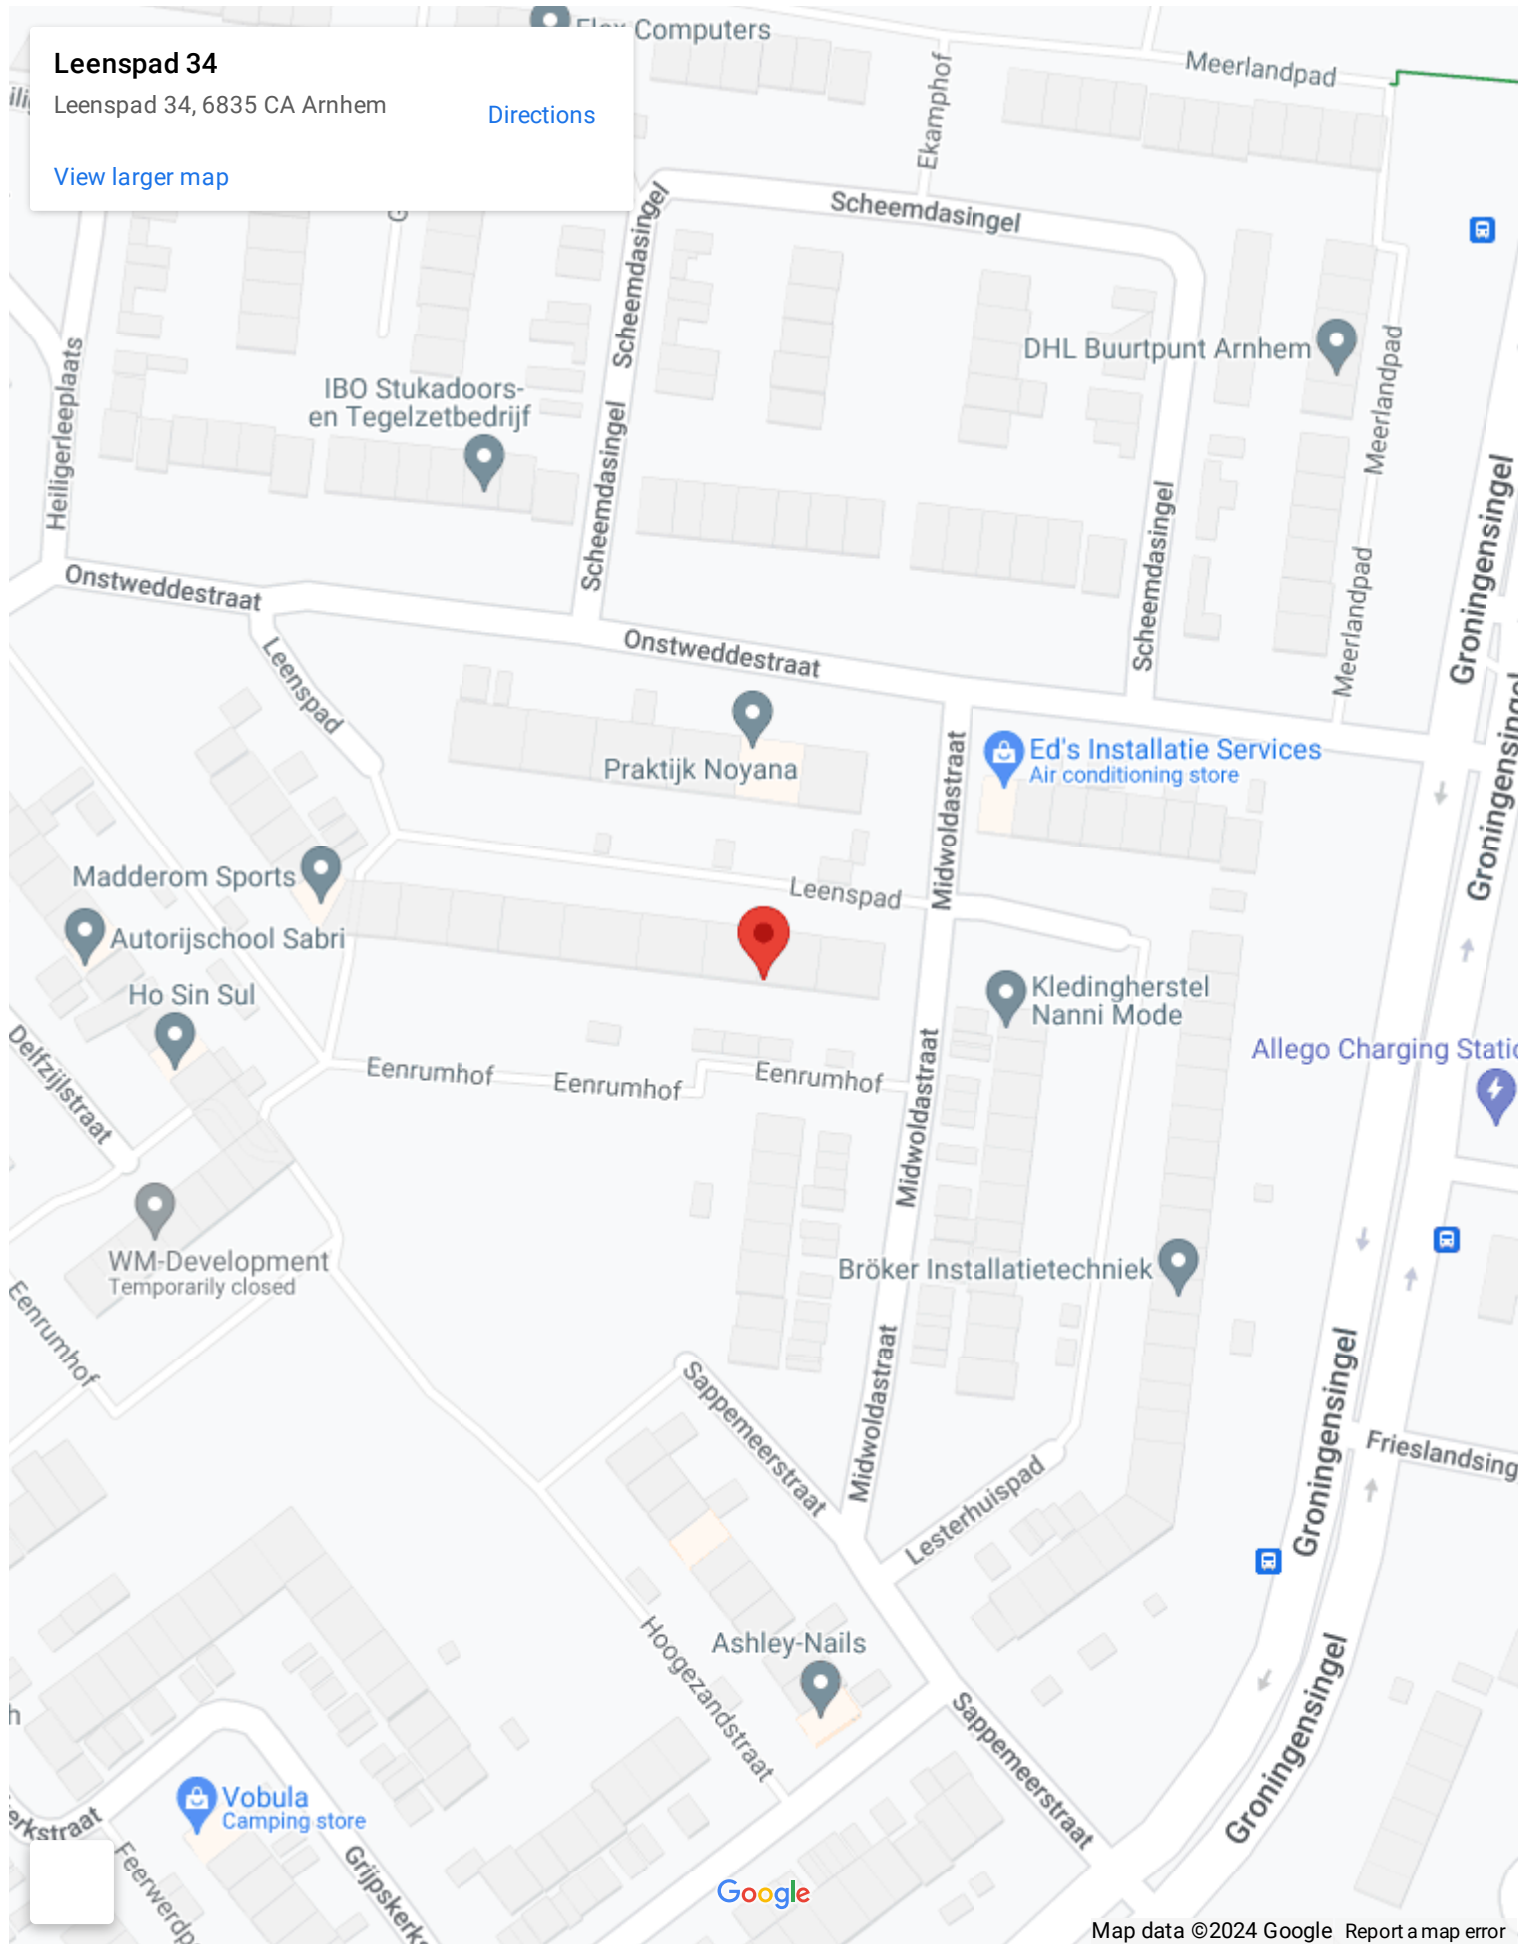 Leenspad 34
Leenspad 34, 6835 CA Arnhem
Directions
View larger map
Computers
Meerlandpad
Ekamphof
Scheemdasingel
Scheemdasingel
DHL Buurtpunt Arnhem
Meerlandpad
IBO Stukadoors-
en Tegelzetbedrijf
Heiligerleeplaats
Scheemdasingel
Scheemdasingel
Groningensingel
Meerlandpad
Onstweddestraat
Onstweddestraat
Leenspad
Praktijk Noyana
Midwoldastraat
Ed's Installatie Services
Air conditioning store
Groningensingel
Madderom Sports
Leenspad
Autorijschool Sabri
Ho Sin Sul
Kledingherstel
Nanni Mode
Delfzijlstraat
Eenrumhof
Eenrumhof
Eenrumhof
Midwoldastraat
Allego Charging Static
WM-Development
Temporarily closed
Bröker Installatietechniek
Eenrumhof
Sappemeerstraat
Midwoldastraat
Groningensingel
Frieslandsing
Lesterhuispad
Hoogezandstraat
Ashley-Nails
Sappemeerstraat
Groningensingel
h
Vobula
Camping store
erkstraat
Feerwerdp
Grijpskerks
Google
Map data ©2024 Google
Report a map error